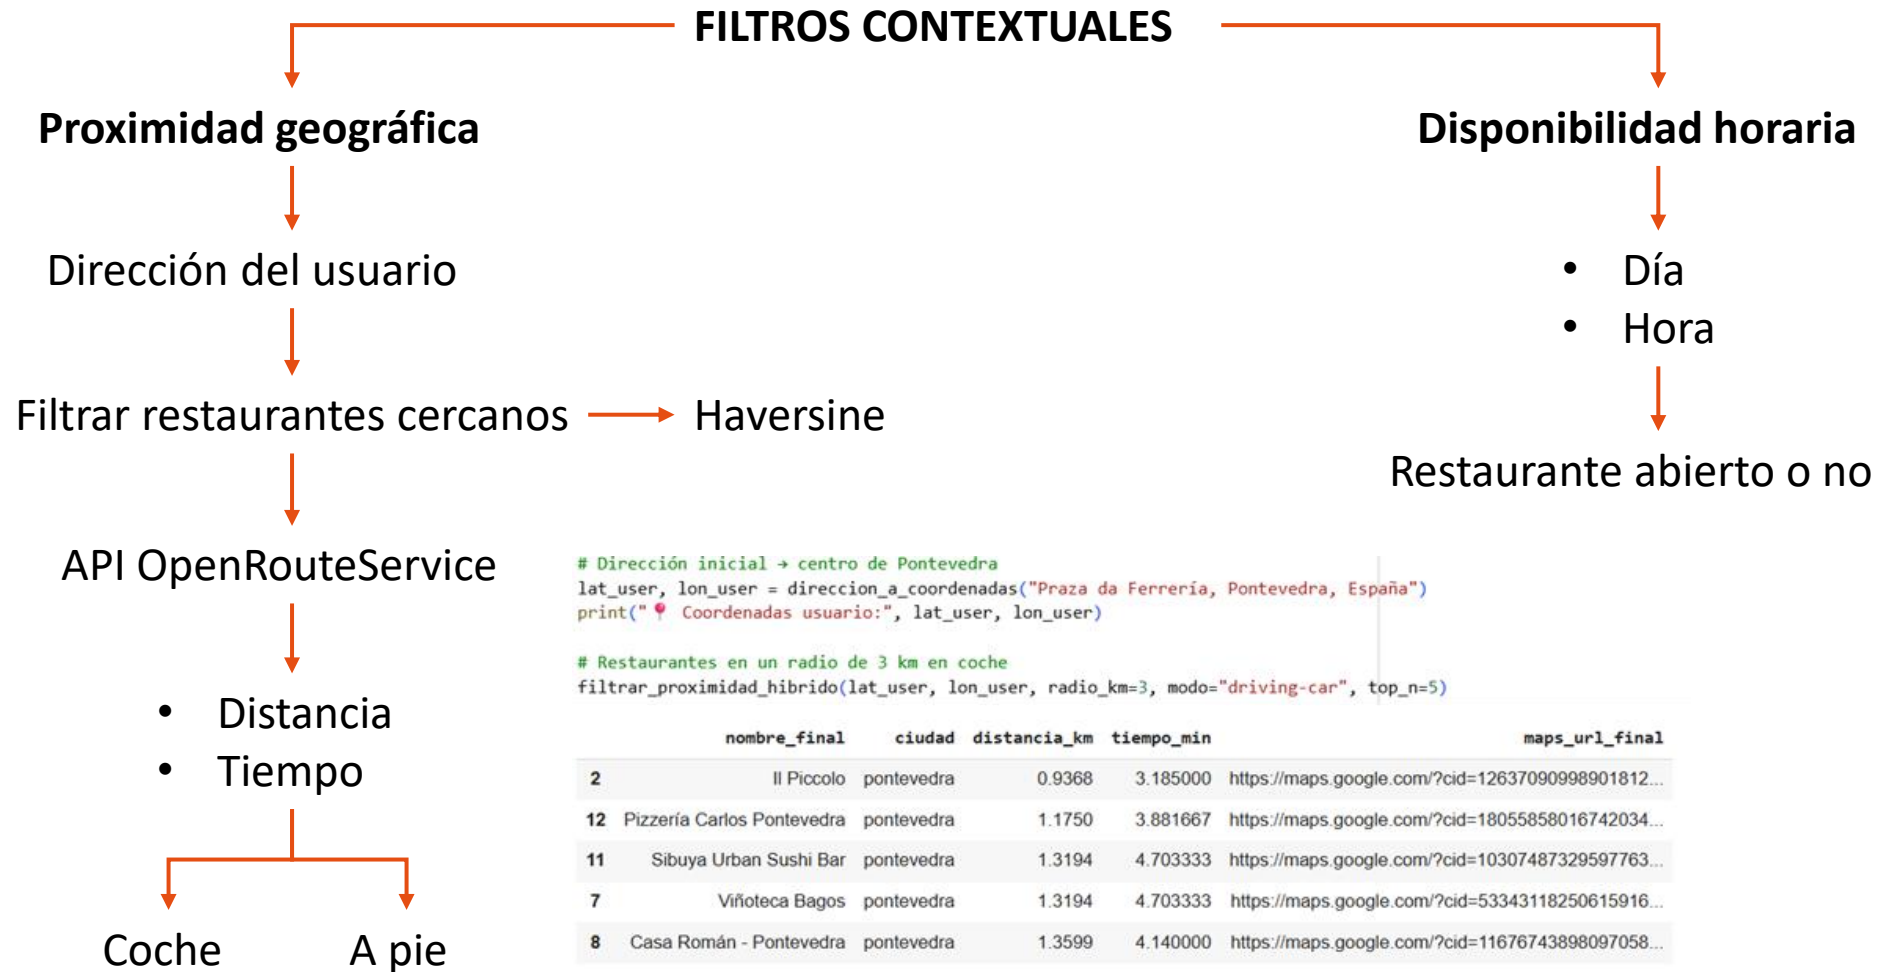 FILTROS CONTEXTUALES
Proximidad geográfica
Disponibilidad horaria
Dirección del usuario
• Día
• Hora
Filtrar restaurantes cercanos
Haversine
Restaurante abierto o no
API OpenRouteService
• Distancia
• Tiempo
Coche
A pie
# Dirección inicial → centro de Pontevedra
lat_user, lon_user = direccion_a_coordenadas("Praza da Ferrería, Pontevedra, España")
print("📍 Coordenadas usuario:", lat_user, lon_user)
# Restaurantes en un radio de 3 km en coche
filtrar_proximidad_hibrido(lat_user, lon_user, radio_km=3, modo="driving-car", top_n=5)
nombre_final ciudad distancia_km tiempo_min maps_url_final
2 Il Piccolo pontevedra 0.9368 3.185000 https://maps.google.com/?cid=12637090998901812...
12 Pizzería Carlos Pontevedra pontevedra 1.1750 3.881667 https://maps.google.com/?cid=18055858016742034...
11 Sibuya Urban Sushi Bar pontevedra 1.3194 4.703333 https://maps.google.com/?cid=10307487329597763...
7 Viñoteca Bagos pontevedra 1.3194 4.703333 https://maps.google.com/?cid=53343118250615916...
8 Casa Román - Pontevedra pontevedra 1.3599 4.140000 https://maps.google.com/?cid=11676743898097058...